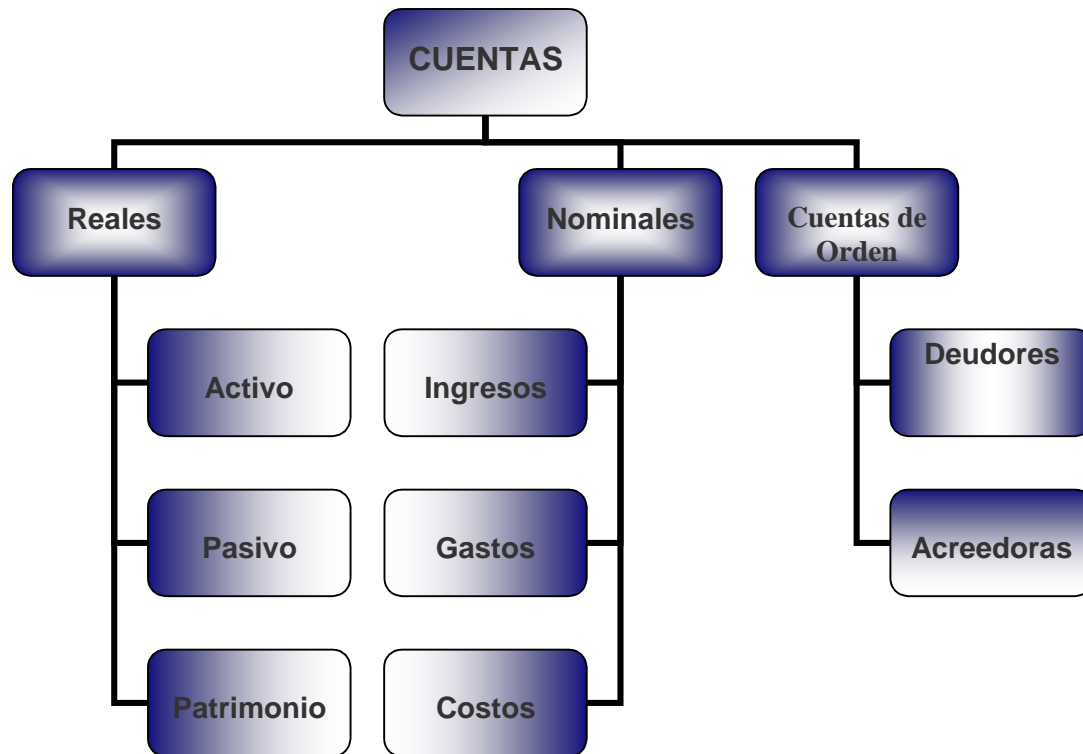 CUENTAS
Reales
Nominales
Cuentas de
Orden
Activo
Ingresos
Deudores
Pasivo
Gastos
Acreedoras
Patrimonio
Costos